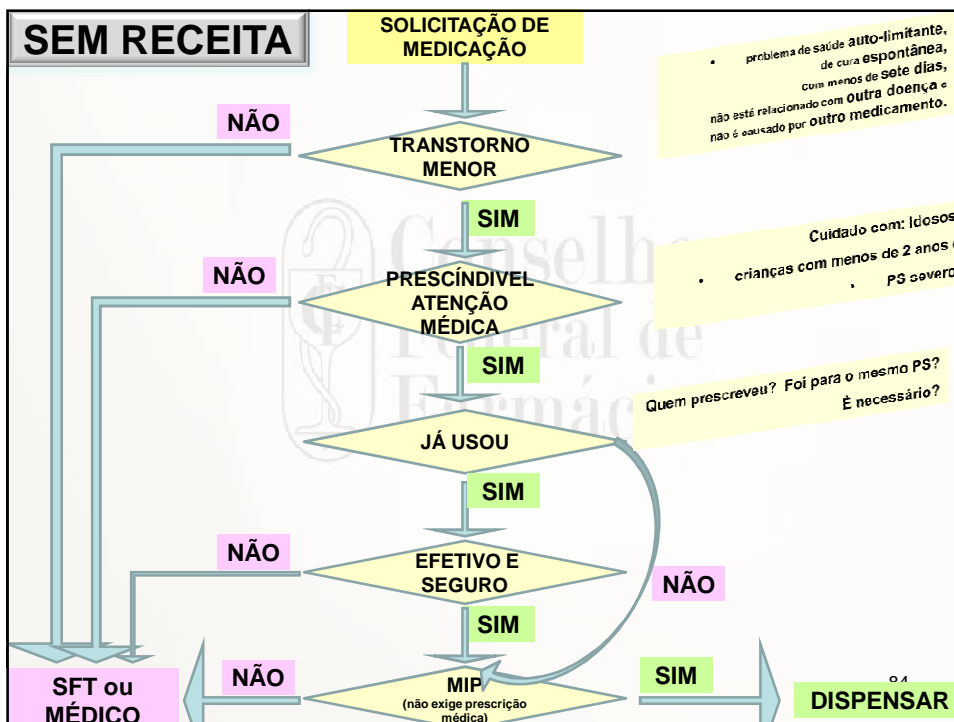 SEM RECEITA
SOLICITAÇÃO DE
MEDICAÇÃO
• problema de saúde auto-limitante,
de cura espontânea,
com menos de sete dias,
não está relacionado com outra doença e
não é causado por outro medicamento.
NÃO
TRANSTORNO
MENOR
SIM
Cuidado com: Idosos
• crianças com menos de 2 anos
• PS severo
NÃO
PRESCÍNDIVEL
ATENÇÃO
MÉDICA
Conselho
Federal de
Farmácia
SIM
Quem prescreveu? Foi para o mesmo PS?
È necessário?
JÁ USOU
SIM
NÃO
EFETIVO E
SEGURO
NÃO
SIM
SFT ou
MÉDICO
NÃO
MIP
(não exige prescrição
médica)
SIM
84
DISPENSAR